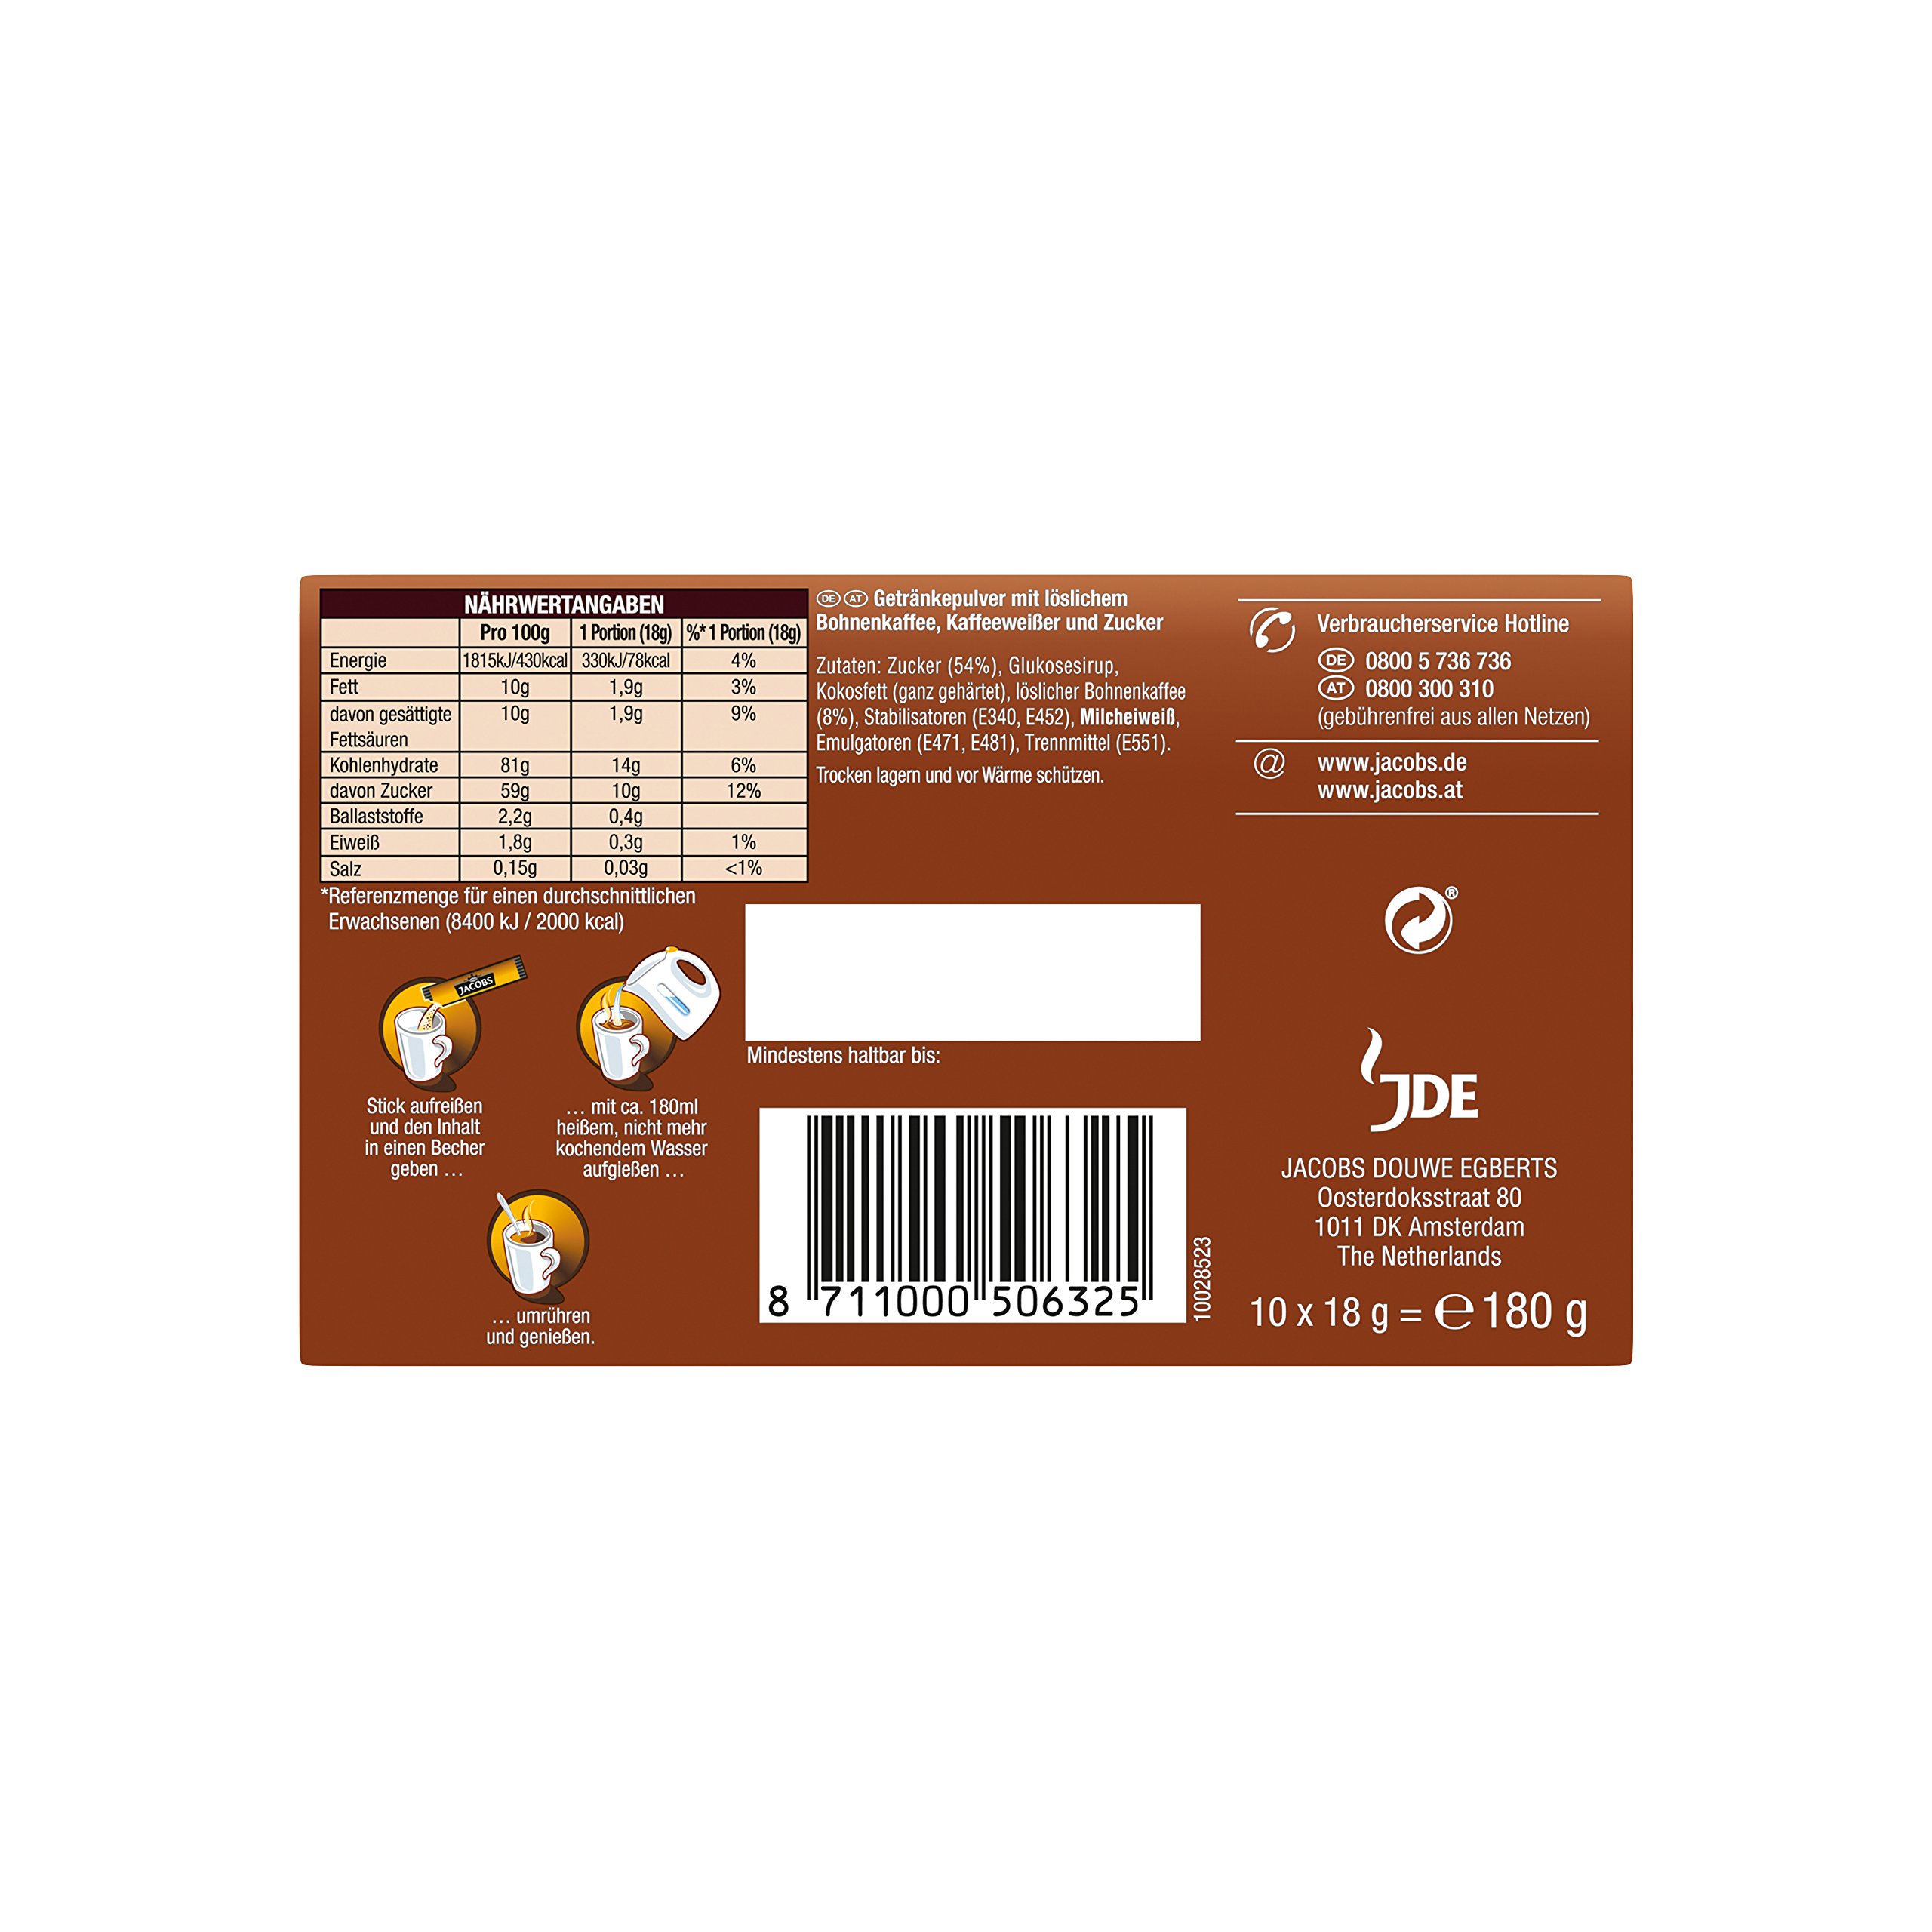 NÄHRWERTANGABEN
Pro 100g 1 Portion (18g) %* 1 Portion (18g)
Energie 1815kJ/430kcal 330kJ/78kcal 4%
Fett 10g 1,9g 3%
davon gesättigte 10g 1,9g 9%
Fettsäuren
Kohlenhydrate 81g 14g 6%
davon Zucker 59g 10g 12%
Ballaststoffe 2,2g 0,4g
Eiweiß 1,8g 0,3g 1%
Salz 0,15g 0,03g <1%
*Referenzmenge für einen durchschnittlichen
Erwachsenen (8400 kJ / 2000 kcal)
JACOBS
Stick aufreißen
und den Inhalt
in einen Becher
geben ...
... mit ca. 180ml
heißem, nicht mehr
kochendem Wasser
aufgießen ...
... umrühren
und genießen.
DE AT Getränkepulver mit löslichem
Bohnenkaffee, Kaffeeweißer und Zucker
Zutaten: Zucker (54%), Glukosesirup,
Kokosfett (ganz gehärtet), löslicher Bohnenkaffee
(8%), Stabilisatoren (E340, E452), Milcheiweiß,
Emulgatoren (E471, E481), Trennmittel (E551).
Trocken lagern und vor Wärme schützen.
Mindestens haltbar bis:
8 711000 506325
10028523
Verbraucherservice Hotline
DE 0800 5 736 736
AT 0800 300 310
(gebührenfrei aus allen Netzen)
@ www.jacobs.de
www.jacobs.at
®
JDE
JACOBS DOUWE EGBERTS
Oosterdoksstraat 80
1011 DK Amsterdam
The Netherlands
10 x 18 g = ℮ 180 g